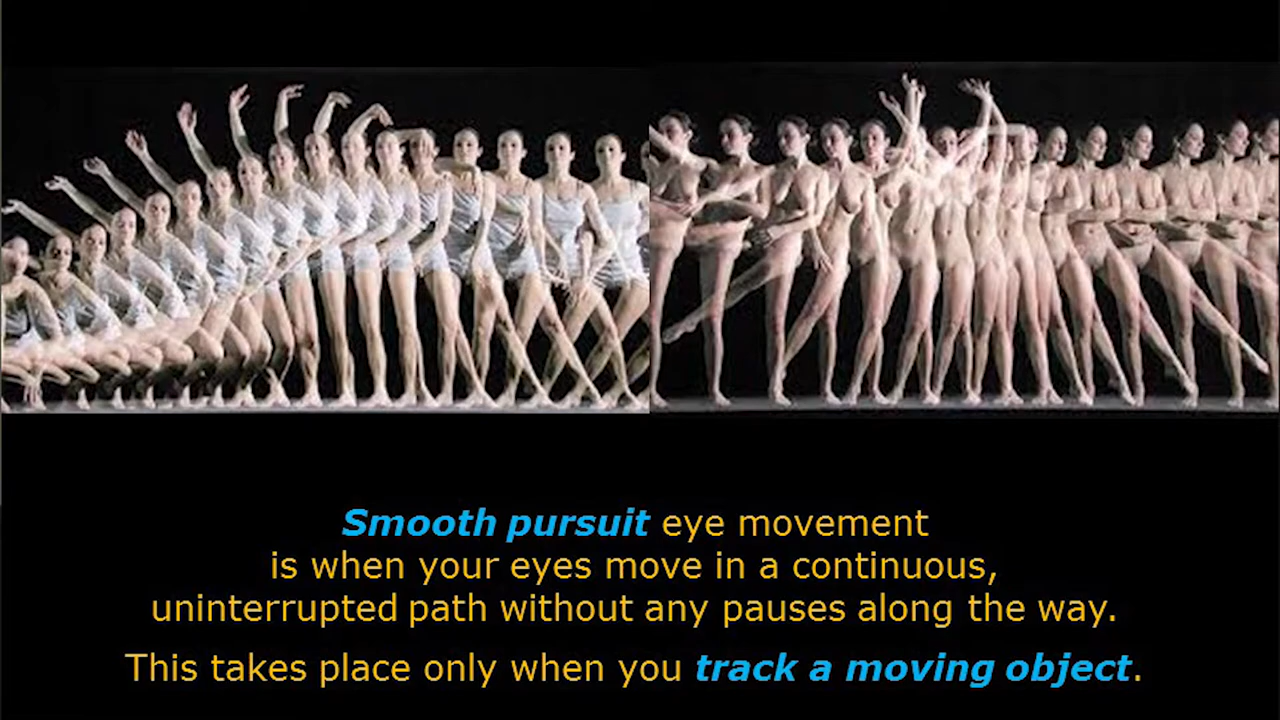 Smooth pursuit eye movement
is when your eyes move in a continuous,
uninterrupted path without any pauses along the way.
This takes place only when you track a moving object.